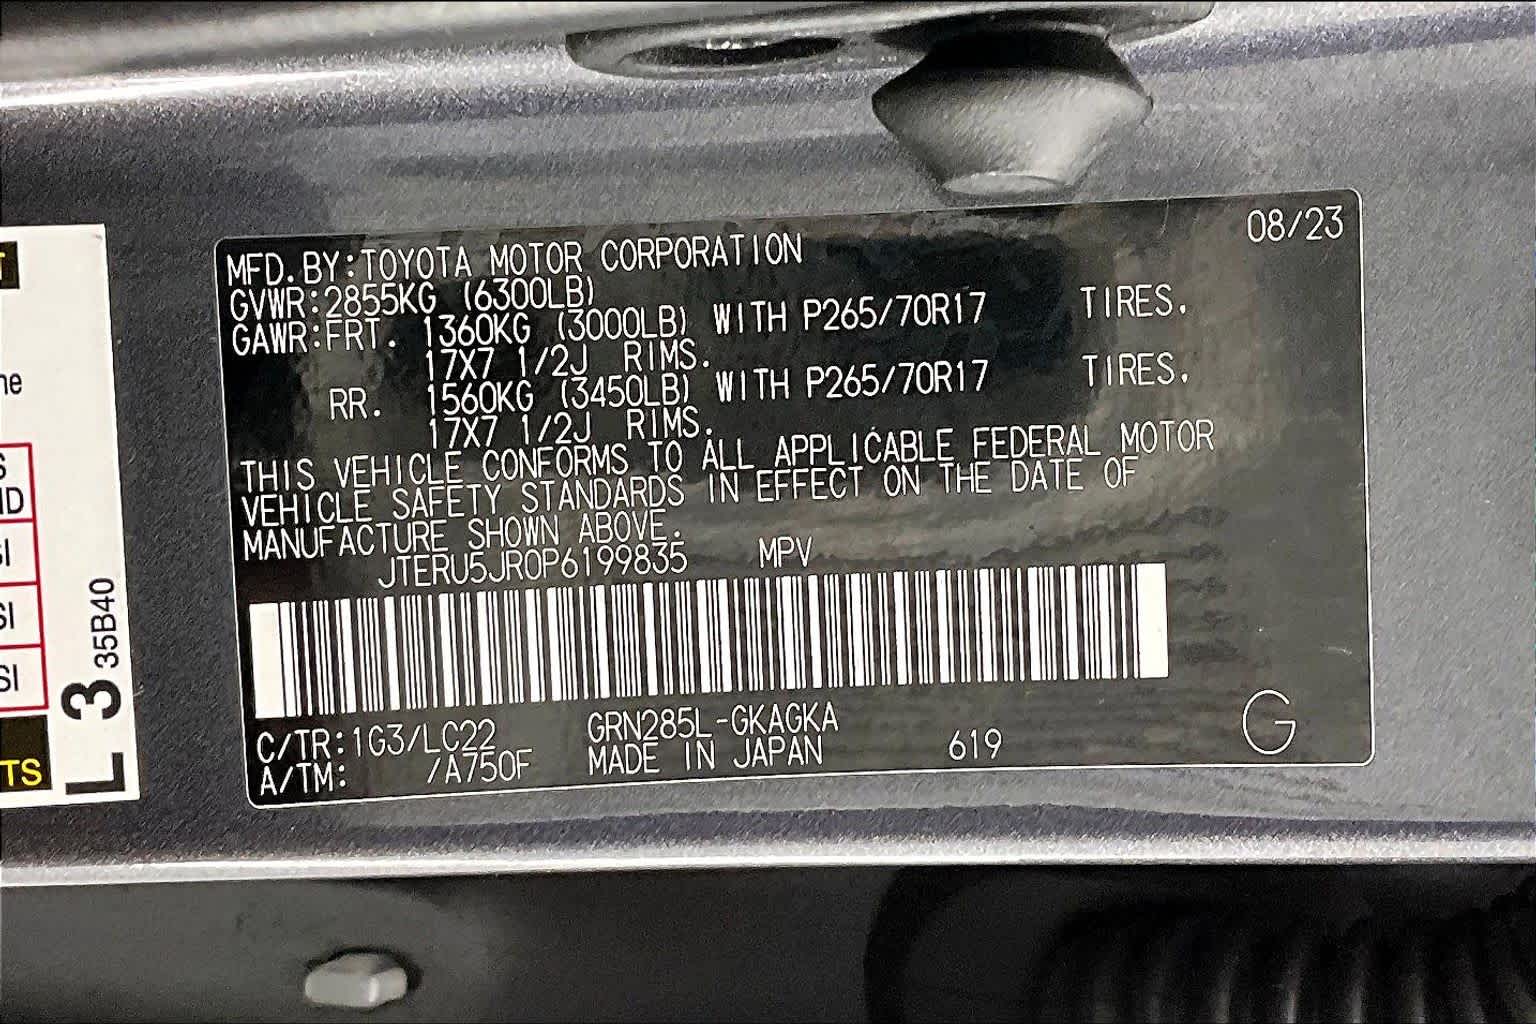 08/23
MFD.BY:TOYOTA MOTOR CORPORATION
GVWR:2855KG (6300LB)
GAWR:FRT. 1360KG (3000LB) WITH P265/70R17 TIRES.
17X7 1/2J RIMS.
RR. 1560KG (3450LB) WITH P265/70R17 TIRES.
17X7 1/2J RIMS.
THIS VEHICLE CONFORMS TO ALL APPLICABLE FEDERAL MOTOR
VEHICLE SAFETY STANDARDS IN EFFECT ON THE DATE OF
MANUFACTURE SHOWN ABOVE.
JTERU5JR0P6199835 MPV
C/TR:1G3/LC22 GRN285L-GKAGKA
A/TM: /A750F MADE IN JAPAN 619
G
L 3 35B40
TS